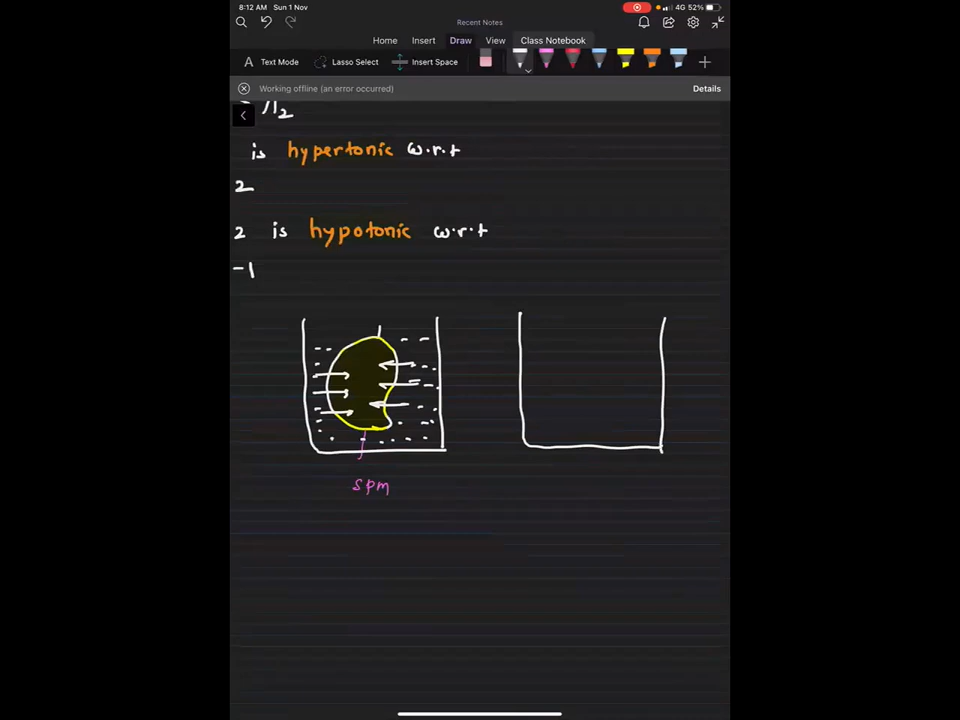 8:12 AM Sun 1 Nov
4G 52%
Recent Notes
Home Insert Draw View Class Notebook
Text Mode Lasso Select Insert Space
Working offline (an error occurred) Details
is hypertonic w.r.t
2
2 is hypotonic w.r.t
-1
spm